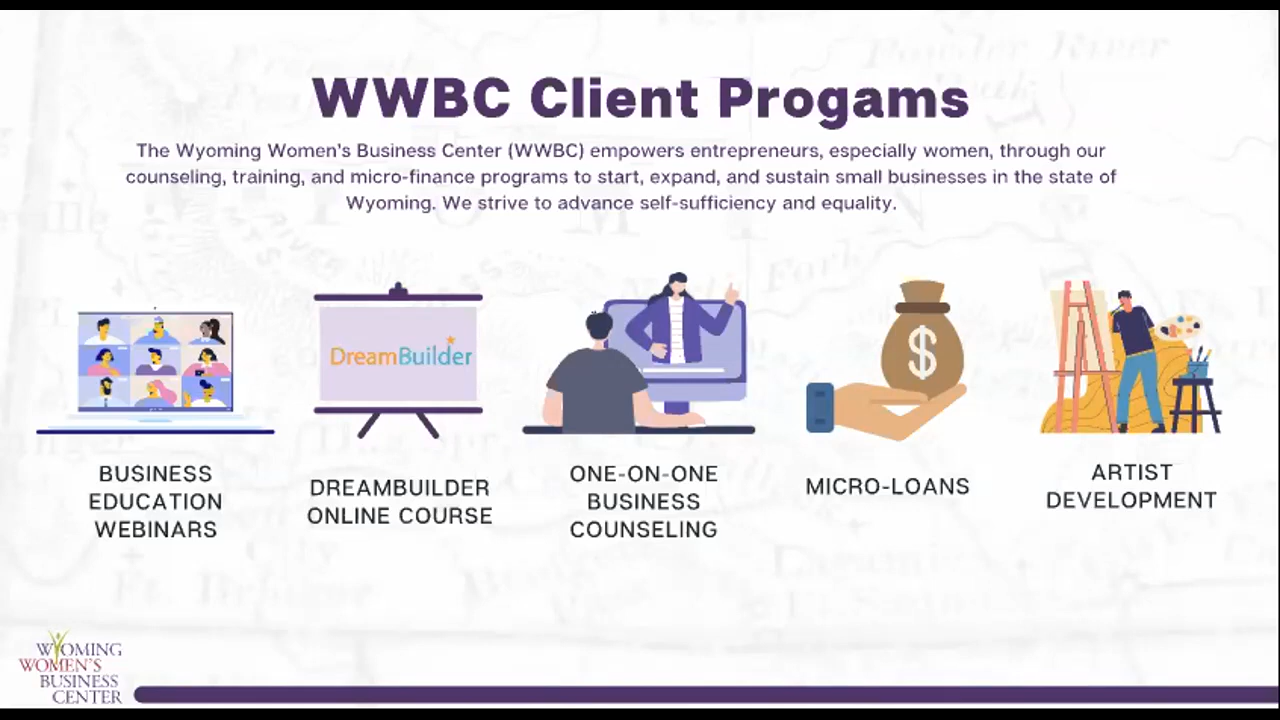 WWBC Client Progams
The Wyoming Women's Business Center (WWBC) empowers entrepreneurs, especially women, through our
counseling, training, and micro-finance programs to start, expand, and sustain small businesses in the state of
Wyoming. We strive to advance self-sufficiency and equality.
DreamBuilder
$
BUSINESS
EDUCATION
WEBINARS
DREAMBUILDER
ONLINE COURSE
ONE-ON-ONE
BUSINESS
COUNSELING
MICRO-LOANS
ARTIST
DEVELOPMENT
WYOMING
WOMEN'S
BUSINESS
CENTER